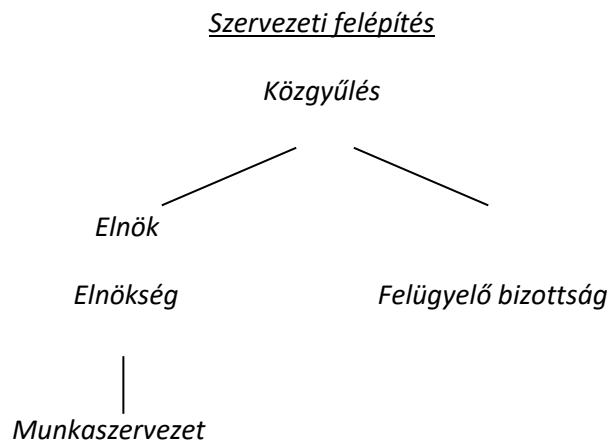 Szervezeti felépítés
Közgyűlés
Elnök
Elnökség
Felügyelő bizottság
Munkaszervezet